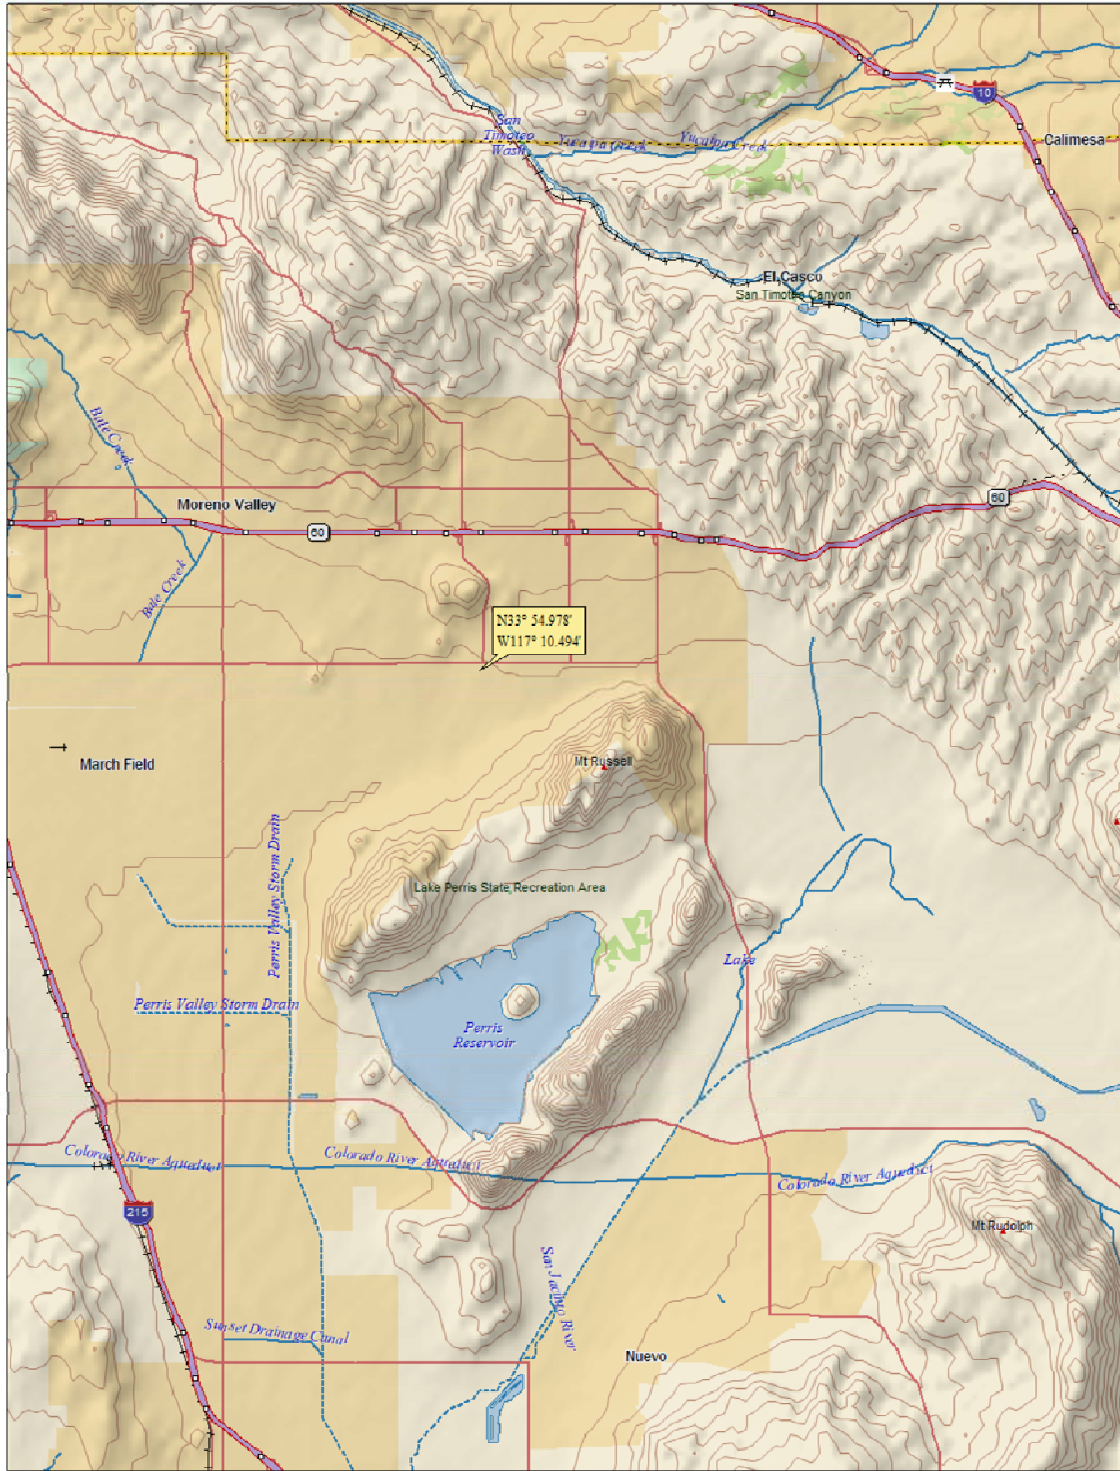 10
San
Timoteo
Wash
Yucaipa Creek
Yucaipa Creek
Calimesa
El Casco
San Timoteo Canyon
Bale Creek
Moreno Valley
60
60
Bale Creek
N33° 54.978'
W117° 10.494'
March Field
Mt Russell
Perris Valley Storm Drain
Lake Perris State Recreation Area
Lake
Perris Valley Storm Drain
Perris
Reservoir
Colorado River Aqueduct
Colorado River Aqueduct
Colorado River Aqueduct
215
Mt Rudolph
San Jacinto River
Sunset Drainage Canal
Nuevo